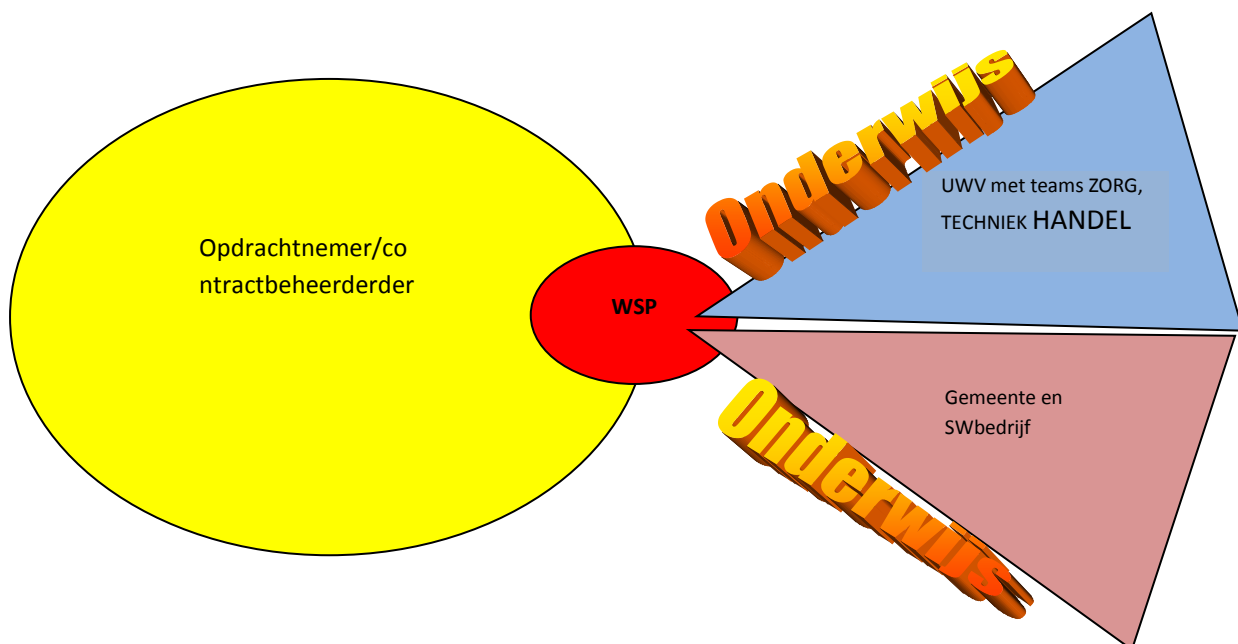 Opdrachtnemer/co
ntractbeheerderder
WSP
Onderwijs
UWV met teams ZORG,
TECHNIEK HANDEL
Gemeente en
SWbedrijf
Onderwijs